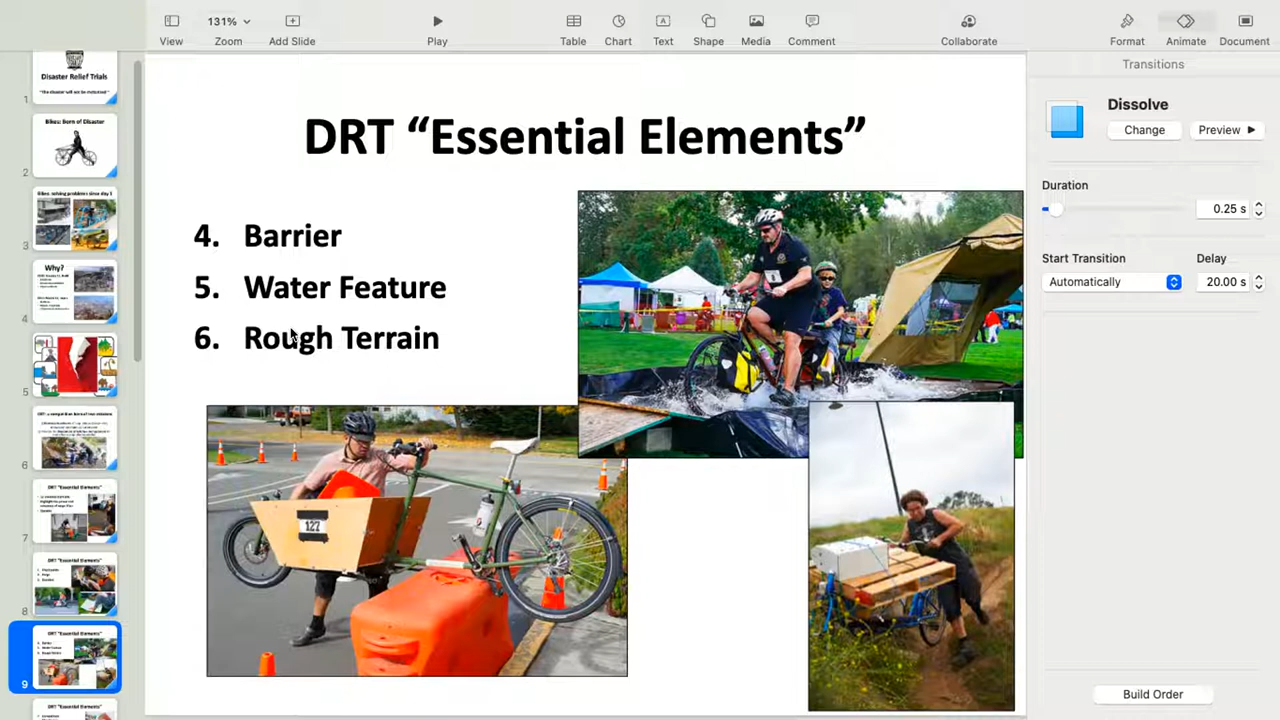 131%
View
Zoom
Add Slide
Play
Table
Chart
Text
Shape
Media
Comment
Collaborate
Format
Animate
Document
Transitions
Dissolve
Change
Preview
Duration
0.25 s
Start Transition
Delay
Automatically
20.00 s
Build Order
DRT “Essential Elements”
4. Barrier
5. Water Feature
6. Rough Terrain
127
1
Disaster Relief Trials
2
Bikes: Born of Disaster
3
4
Why?
5
6
7
DRT "Essential Elements"
8
DRT "Essential Elements"
9
DRT "Essential Elements"
DRT "Essential Elements"